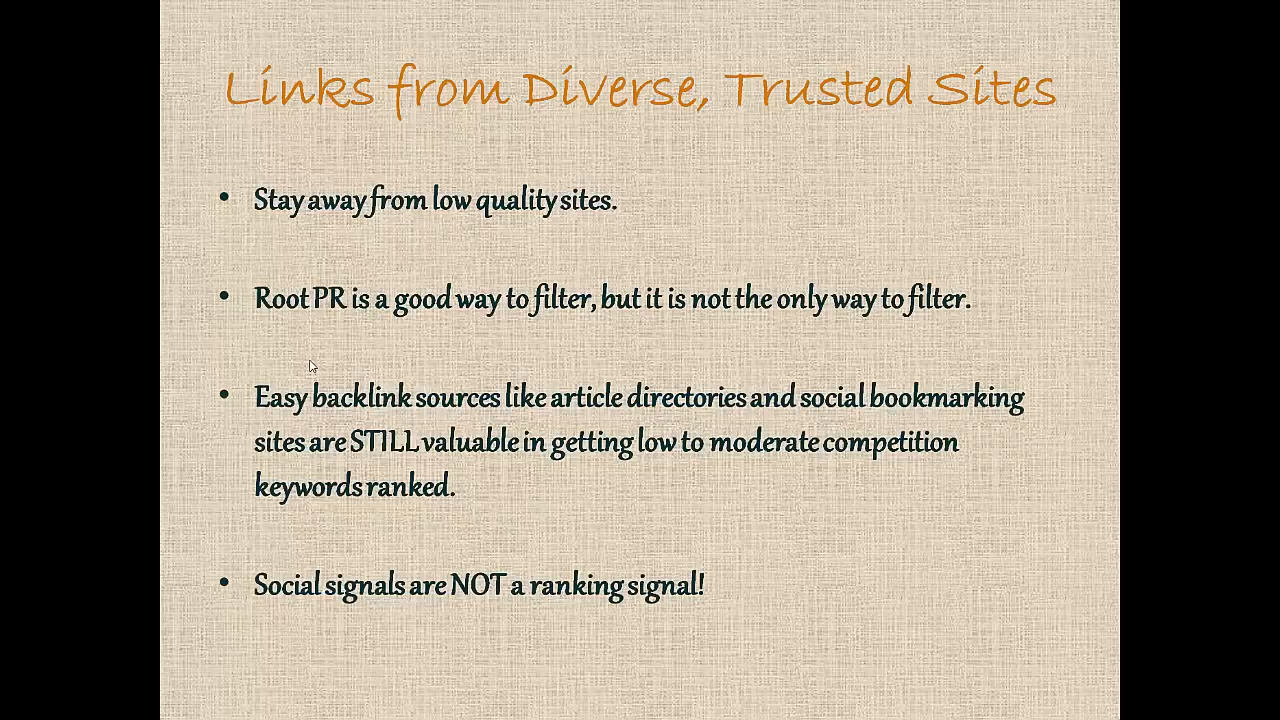 Links from Diverse, Trusted Sites
• Stay away from low quality sites.
• Root PR is a good way to filter, but it is not the only way to filter.
• Easy backlink sources like article directories and social bookmarking
sites are STILL valuable in getting low to moderate competition
keywords ranked.
• Social signals are NOT a ranking signal!